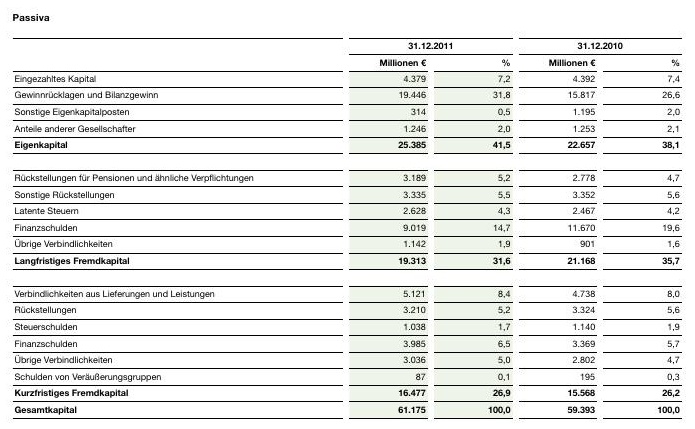 Passiva
31.12.2011 31.12.2010
Millionen € % Millionen € %
Eingezahltes Kapital 4.379 7,2 4.392 7,4
Gewinnrücklagen und Bilanzgewinn 19.446 31,8 15.817 26,6
Sonstige Eigenkapitalposten 314 0,5 1.195 2,0
Anteile anderer Gesellschafter 1.246 2,0 1.253 2,1
Eigenkapital 25.385 41,5 22.657 38,1
Rückstellungen für Pensionen und ähnliche Verpflichtungen 3.189 5,2 2.778 4,7
Sonstige Rückstellungen 3.335 5,5 3.352 5,6
Latente Steuern 2.628 4,3 2.467 4,2
Finanzschulden 9.019 14,7 11.670 19,6
Übrige Verbindlichkeiten 1.142 1,9 901 1,6
Langfristiges Fremdkapital 19.313 31,6 21.168 35,7
Verbindlichkeiten aus Lieferungen und Leistungen 5.121 8,4 4.738 8,0
Rückstellungen 3.210 5,2 3.324 5,6
Steuerschulden 1.038 1,7 1.140 1,9
Finanzschulden 3.985 6,5 3.369 5,7
Übrige Verbindlichkeiten 3.036 5,0 2.802 4,7
Schulden von Veräußerungsgruppen 87 0,1 195 0,3
Kurzfristiges Fremdkapital 16.477 26,9 15.568 26,2
Gesamtkapital 61.175 100,0 59.393 100,0